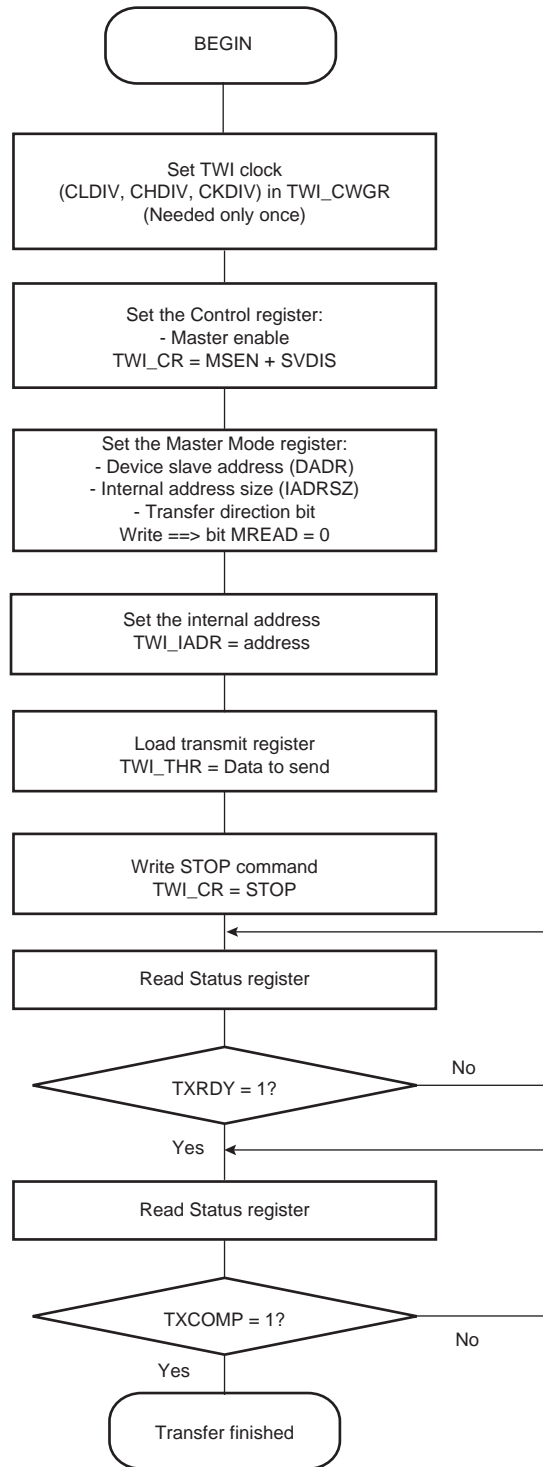 BEGIN
Set TWI clock
(CLDIV, CHDIV, CKDIV) in TWI_CWGR
(Needed only once)
Set the Control register:
- Master enable
TWI_CR = MSEN + SVDIS
Set the Master Mode register:
- Device slave address (DADR)
- Internal address size (IADRSZ)
- Transfer direction bit
Write ==> bit MREAD = 0
Set the internal address
TWI_IADR = address
Load transmit register
TWI_THR = Data to send
Write STOP command
TWI_CR = STOP
Read Status register
TXRDY = 1?
No
Yes
Read Status register
TXCOMP = 1?
No
Yes
Transfer finished